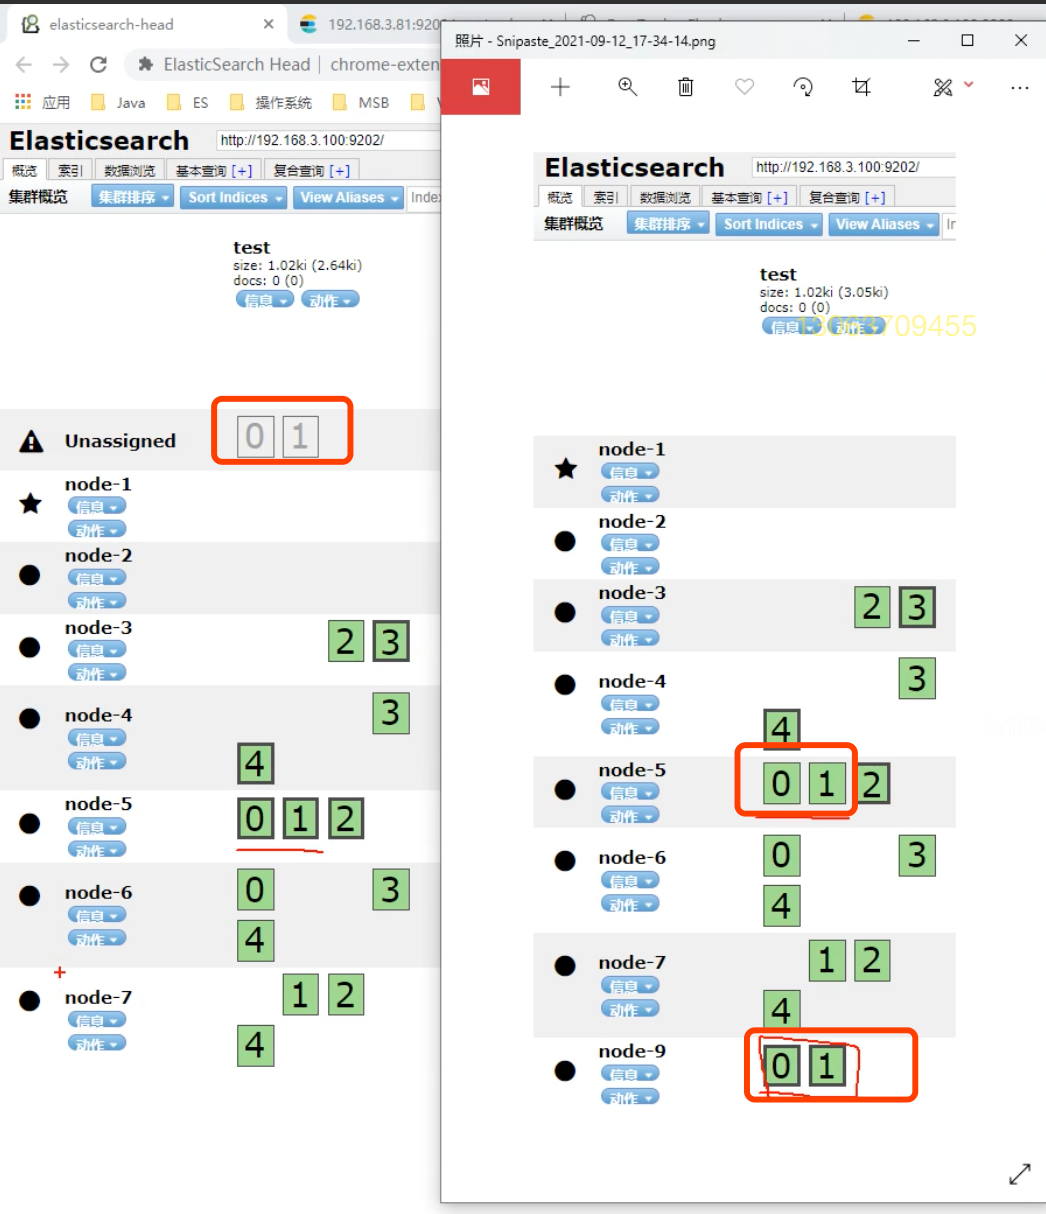 elasticsearch-head
192.168.3.81:920
ElasticSearch Head | chrome-exten
应用 Java ES 操作系统 MSB
Elasticsearch http://192.168.3.100:9202/
概览 索引 数据浏览 基本查询 [+] 复合查询 [+]
集群概览 集群排序 Sort Indices View Aliases Inde
test
size: 1.02ki (2.64ki)
docs: 0 (0)
信息 动作
Unassigned 0 1
node-1
信息
动作
node-2
信息
动作
node-3 2 3
信息
动作
node-4 3
信息
动作 4
node-5 0 1 2
信息
动作
node-6 0 3
信息
动作 4
node-7 1 2
信息
动作 4
照片 - Snipaste_2021-09-12_17-34-14.png
Elasticsearch http://192.168.3.100:9202/
概览 索引 数据浏览 基本查询 [+] 复合查询 [+]
集群概览 集群排序 Sort Indices View Aliases Ir
test
size: 1.02ki (3.05ki)
docs: 0 (0)
信息 动作
node-1
信息
动作
node-2
信息
动作
node-3 2 3
信息
动作
node-4 3
信息
动作 4
node-5 0 1 2
信息
动作
node-6 0 3
信息
动作 4
node-7 1 2
信息
动作 4
node-9 0 1
信息
动作